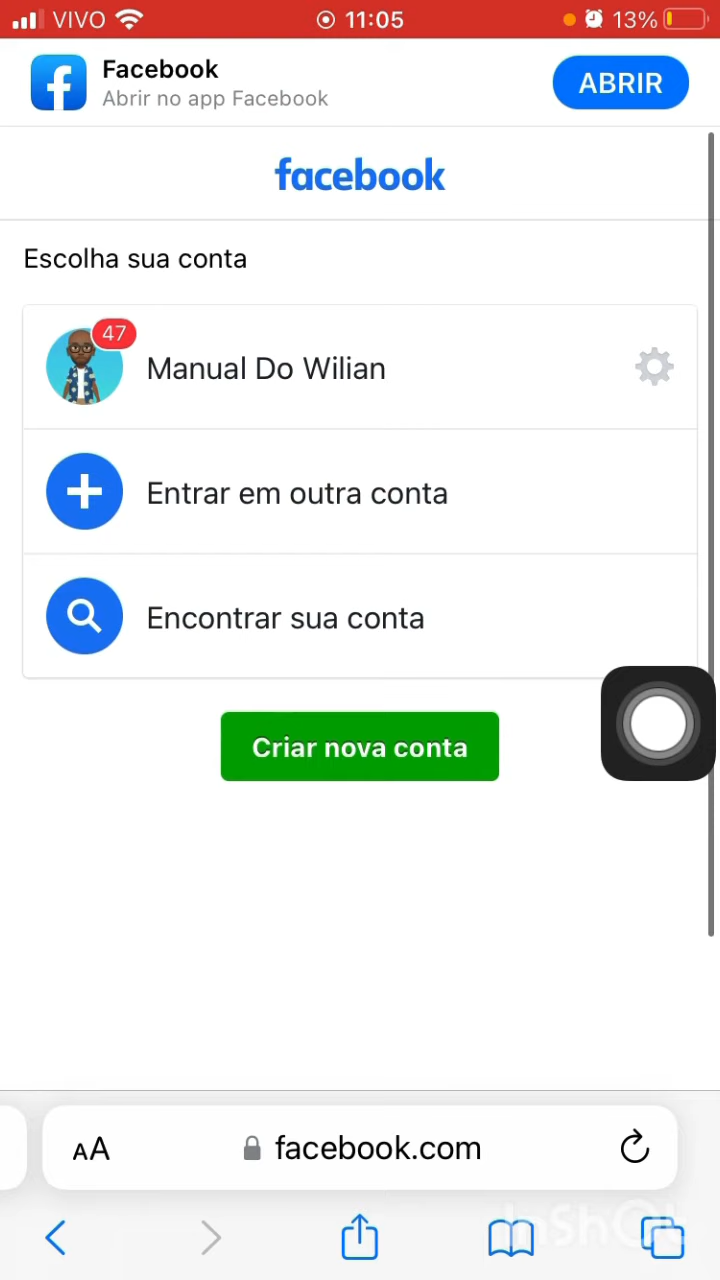 VIVO 11:05 13%
Facebook
Abrir no app Facebook
ABRIR
facebook
Escolha sua conta
47
Manual Do Wilian
Entrar em outra conta
Encontrar sua conta
Criar nova conta
AA facebook.com
InShOt